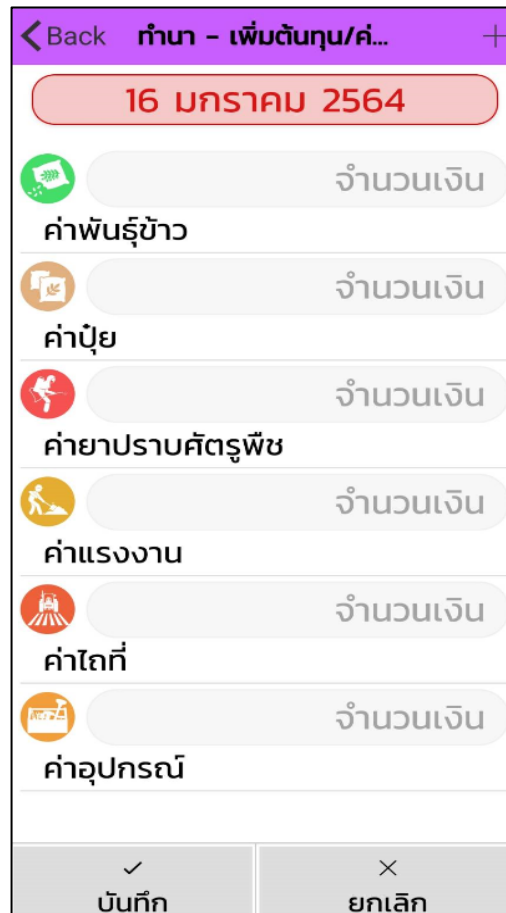 Back ทำนา - เพิ่มต้นทุน/ค่...
16 มกราคม 2564
จำนวนเงิน
ค่าพันธุ์ข้าว
จำนวนเงิน
ค่าปุ๋ย
จำนวนเงิน
ค่ายาปราบศัตรูพืช
จำนวนเงิน
ค่าแรงงาน
จำนวนเงิน
ค่าไถที่
จำนวนเงิน
ค่าอุปกรณ์
บันทึก ยกเลิก